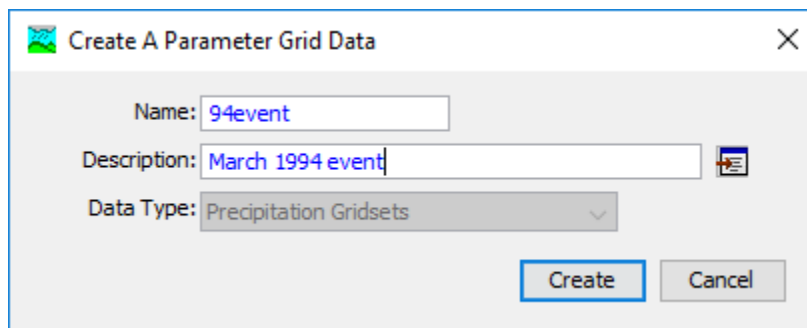 Create A Parameter Grid Data
Name: 94event
Description: March 1994 event
Data Type: Precipitation Gridsets
Create Cancel